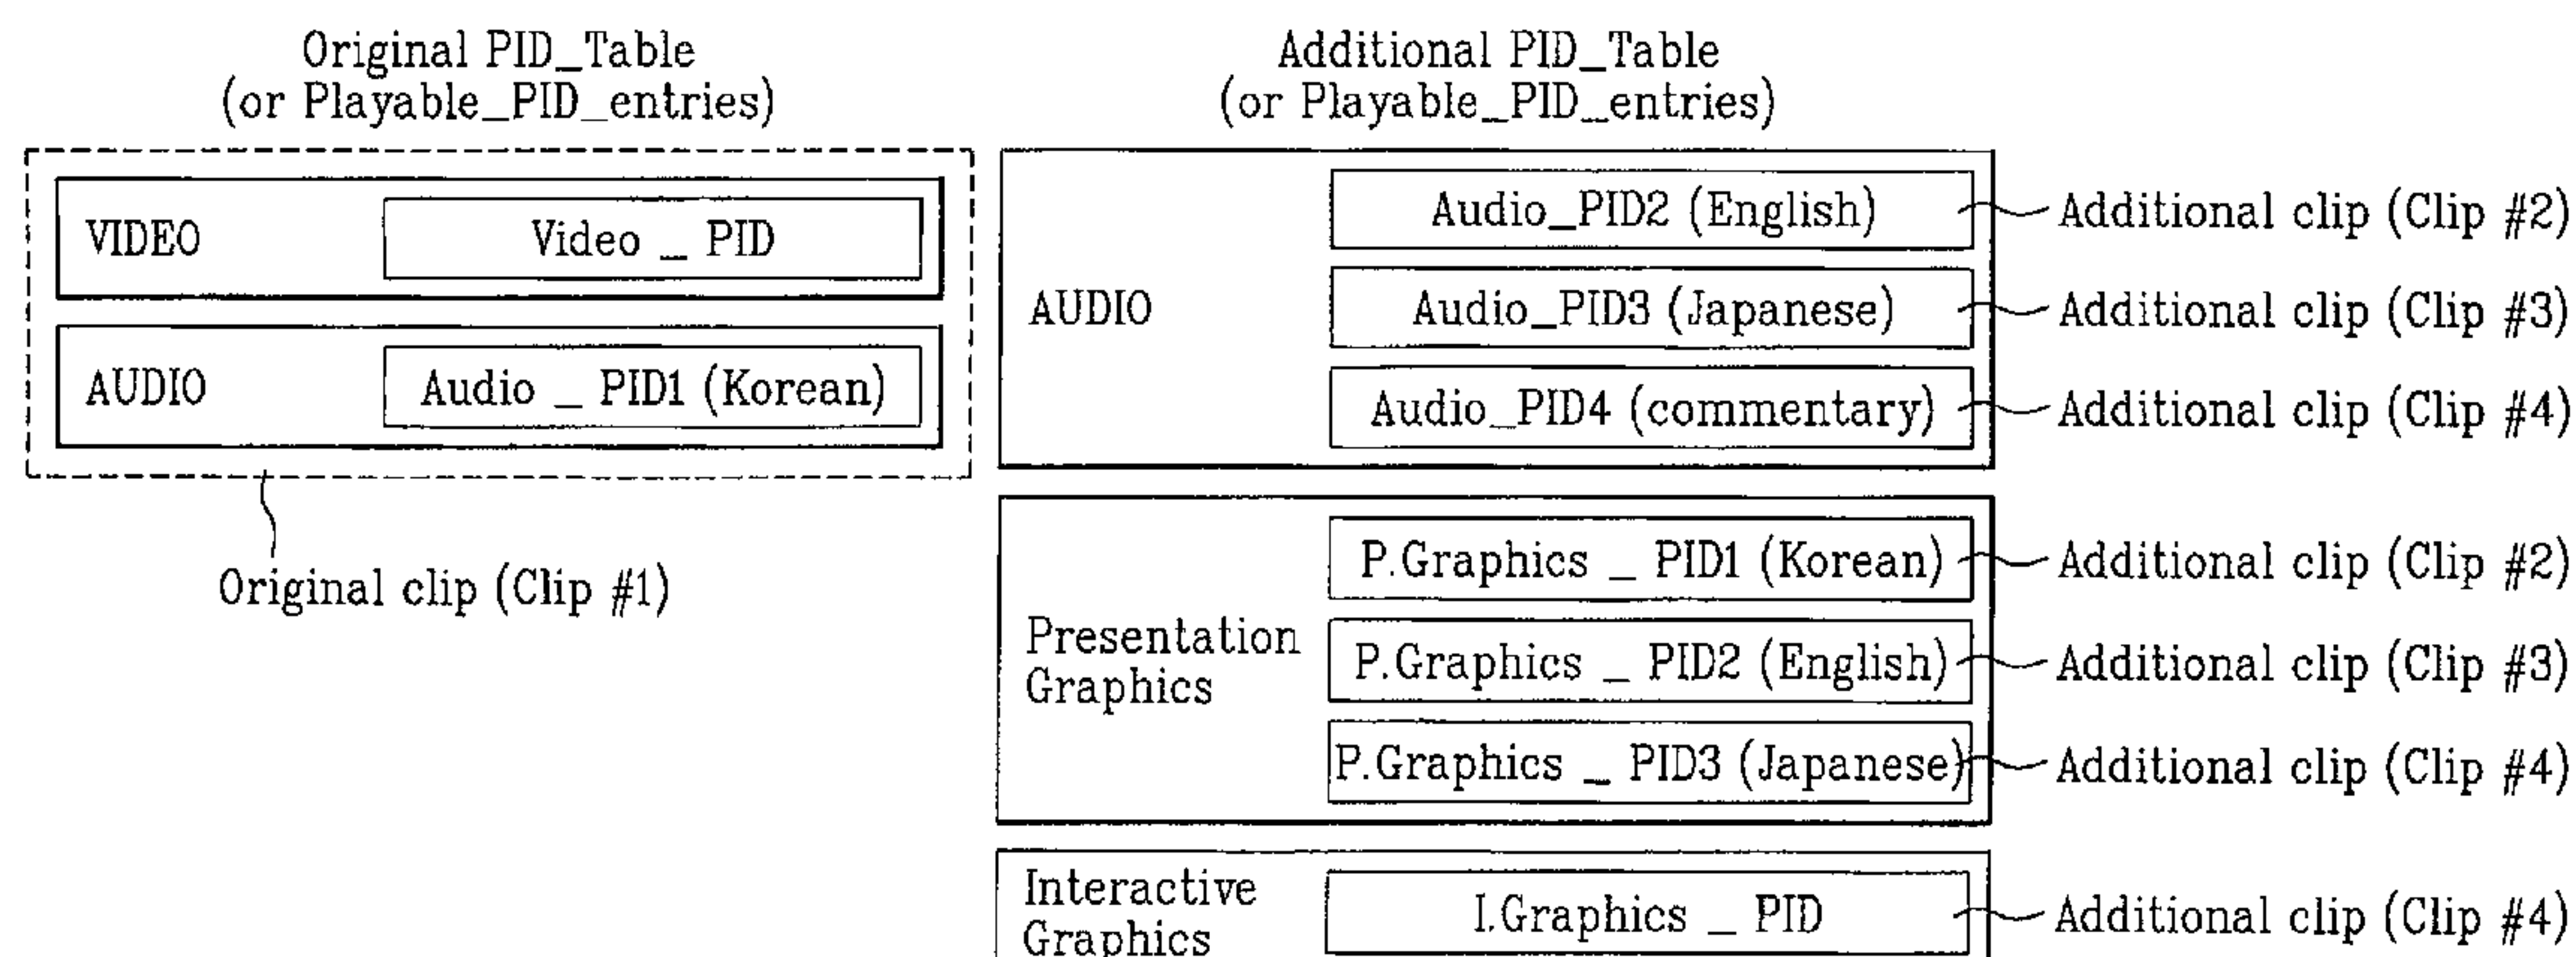 Original PID_Table
(or Playable_PID_entries)
VIDEO
Video _ PID
AUDIO
Audio _ PID1 (Korean)
Original clip (Clip #1)
Additional PID_Table
(or Playable_PID_entries)
AUDIO
Audio_PID2 (English)
Additional clip (Clip #2)
Audio_PID3 (Japanese)
Additional clip (Clip #3)
Audio_PID4 (commentary)
Additional clip (Clip #4)
Presentation
Graphics
P.Graphics _ PID1 (Korean)
Additional clip (Clip #2)
P.Graphics _ PID2 (English)
Additional clip (Clip #3)
P.Graphics _ PID3 (Japanese)
Additional clip (Clip #4)
Interactive
Graphics
I.Graphics _ PID
Additional clip (Clip #4)